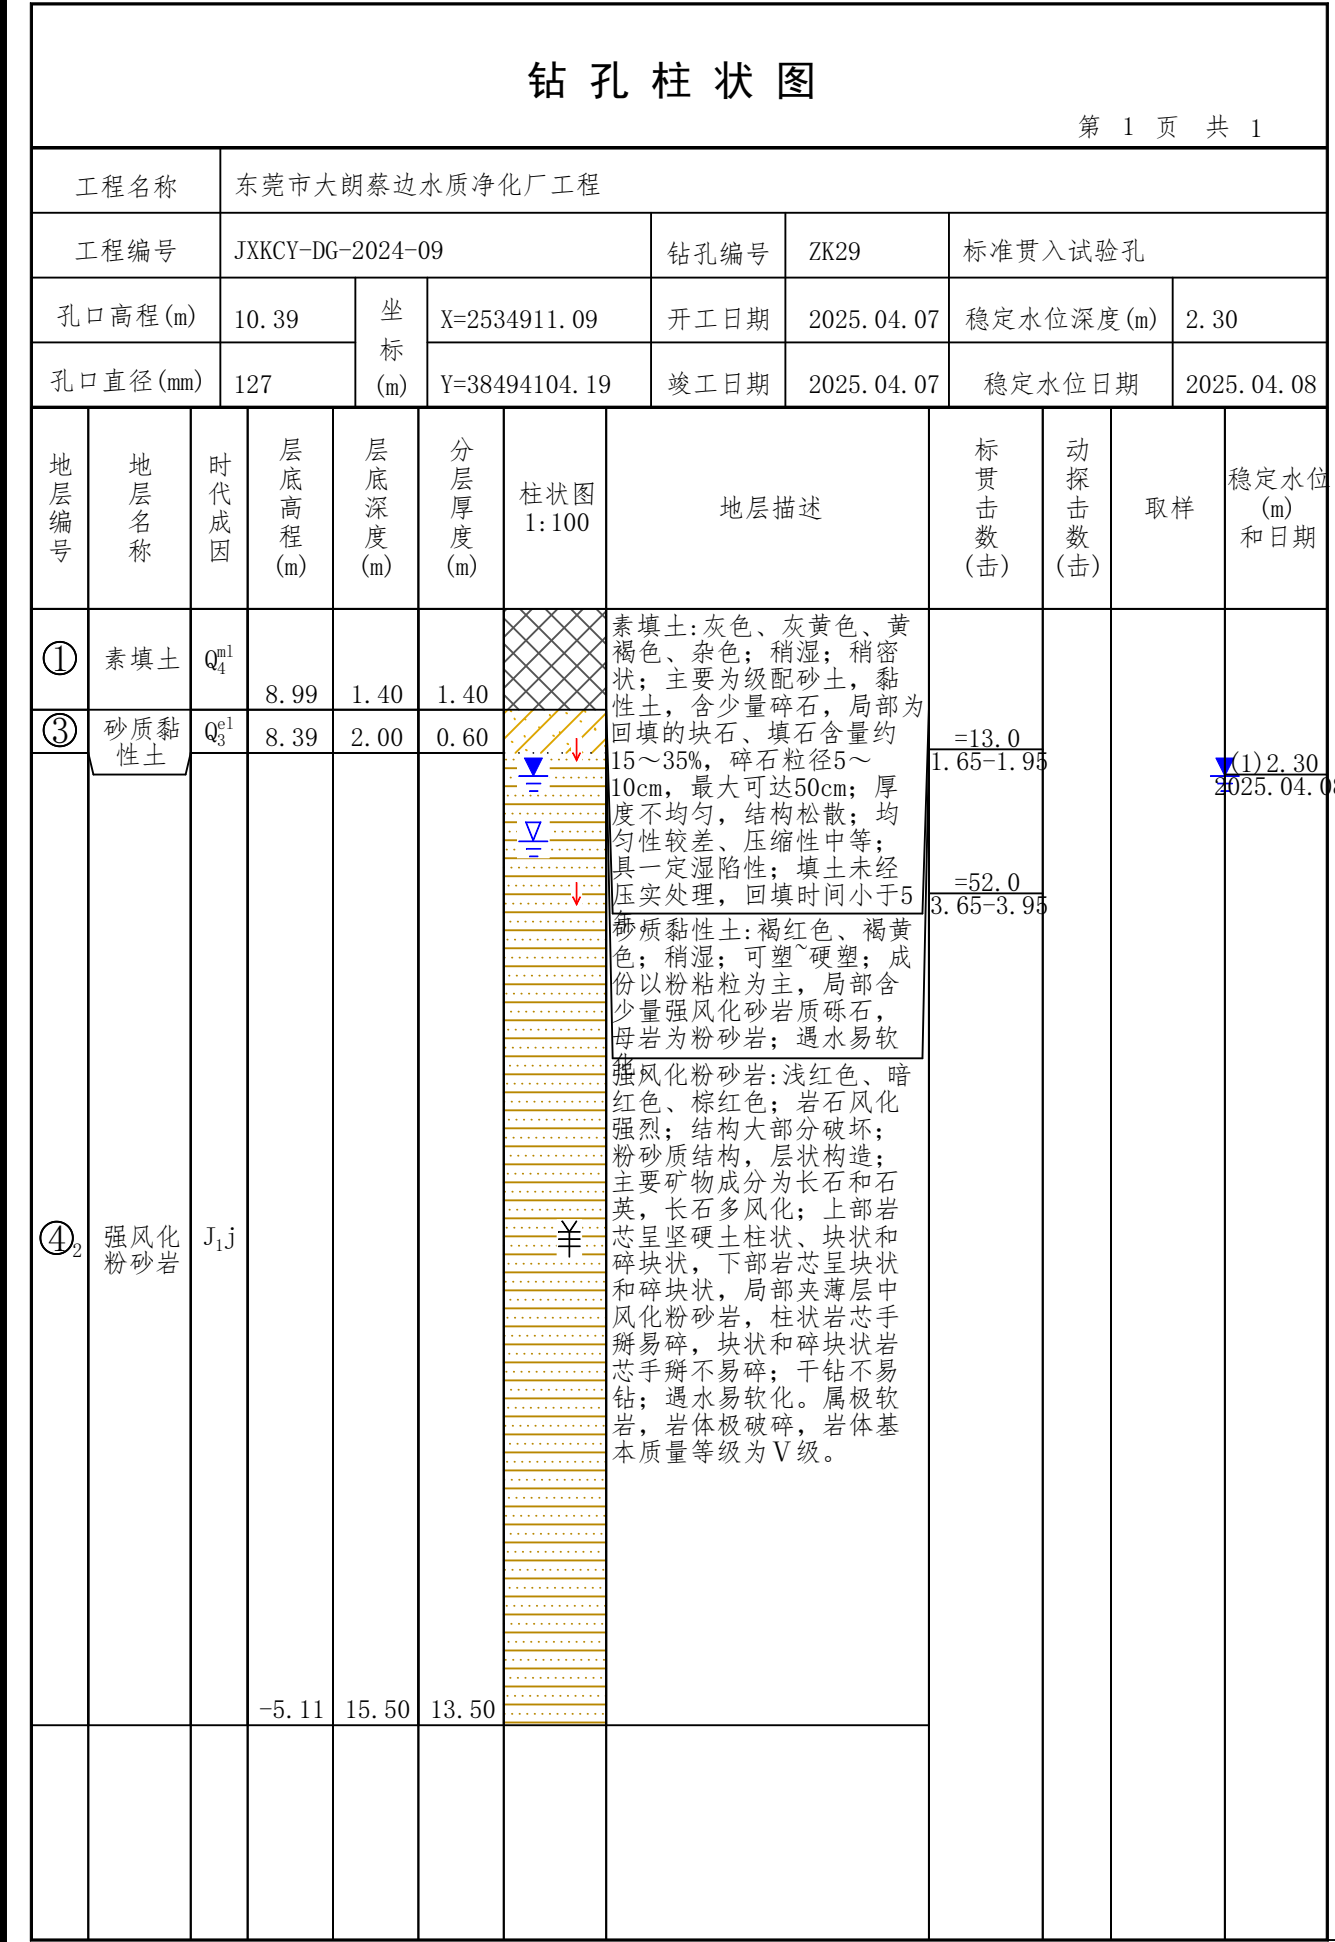 钻孔柱状图
第 1 页 共 1
工程名称 东莞市大朗蔡边水质净化厂工程
工程编号 JXKCY-DG-2024-09 钻孔编号 ZK29 标准贯入试验孔
孔口高程(m) 10.39 坐标(m) X=2534911.09 开工日期 2025.04.07 稳定水位深度(m) 2.30
孔口直径(mm) 127 Y=38494104.19 竣工日期 2025.04.07 稳定水位日期 2025.04.08
地层编号 地层名称 时代成因 层底高程(m) 层底深度(m) 分层厚度(m) 柱状图 1:100 地层描述 标贯击数(击) 动探击数(击) 取样 稳定水位(m)和日期
① 素填土 Q4ml 8.99 1.40 1.40
素填土:灰色、灰黄色、黄
褐色、杂色；稍湿；稍密
状；主要为级配砂土，黏
性土，含少量碎石，局部为
回填的块石、填石含量约
15～35%，碎石粒径5～
10cm，最大可达50cm；厚
度不均匀，结构松散；均
匀性较差、压缩性中等；
具一定湿陷性；填土未经
压实处理，回填时间小于5
年。
③ 砂质黏性土 Q3el 8.39 2.00 0.60
砂质黏性土:褐红色、褐黄
色；稍湿；可塑~硬塑；成
份以粉粘粒为主，局部含
少量强风化砂岩质砾石，
母岩为粉砂岩；遇水易软
化。
=13.0
1.65-1.95
(1)2.30
2025.04.08
=52.0
3.65-3.95
④2 强风化粉砂岩 J1j -5.11 15.50 13.50
强风化粉砂岩:浅红色、暗
红色、棕红色；岩石风化
强烈；结构大部分破坏；
粉砂质结构，层状构造；
主要矿物成分为长石和石
英，长石多风化；上部岩
芯呈坚硬土柱状、块状和
碎块状，下部岩芯呈块状
和碎块状，局部夹薄层中
风化粉砂岩，柱状岩芯手
掰易碎，块状和碎块状岩
芯手掰不易碎；干钻不易
钻；遇水易软化。属极软
岩，岩体极破碎，岩体基
本质量等级为Ⅴ级。